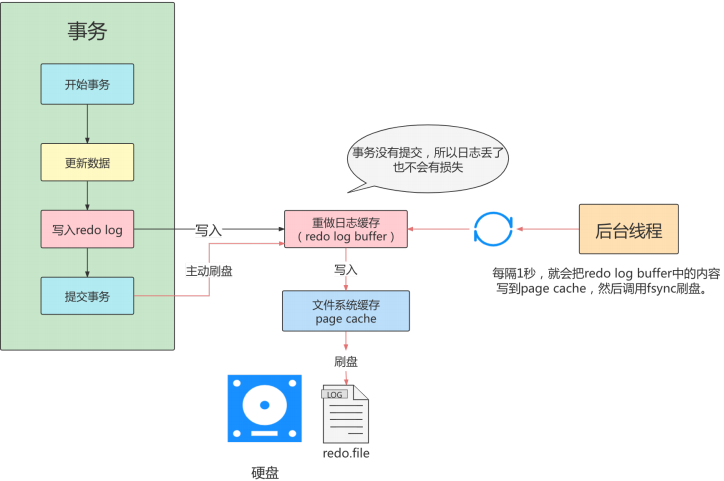 事务
开始事务
更新数据
写入redo log
提交事务
写入
主动刷盘
事务没有提交，所以日志丢了
也不会有损失
重做日志缓存
（redo log buffer）
写入
文件系统缓存
page cache
刷盘
LOG
redo.file
硬盘
后台线程
每隔1秒，就会把redo log buffer中的内容
写到page cache，然后调用fsync刷盘。